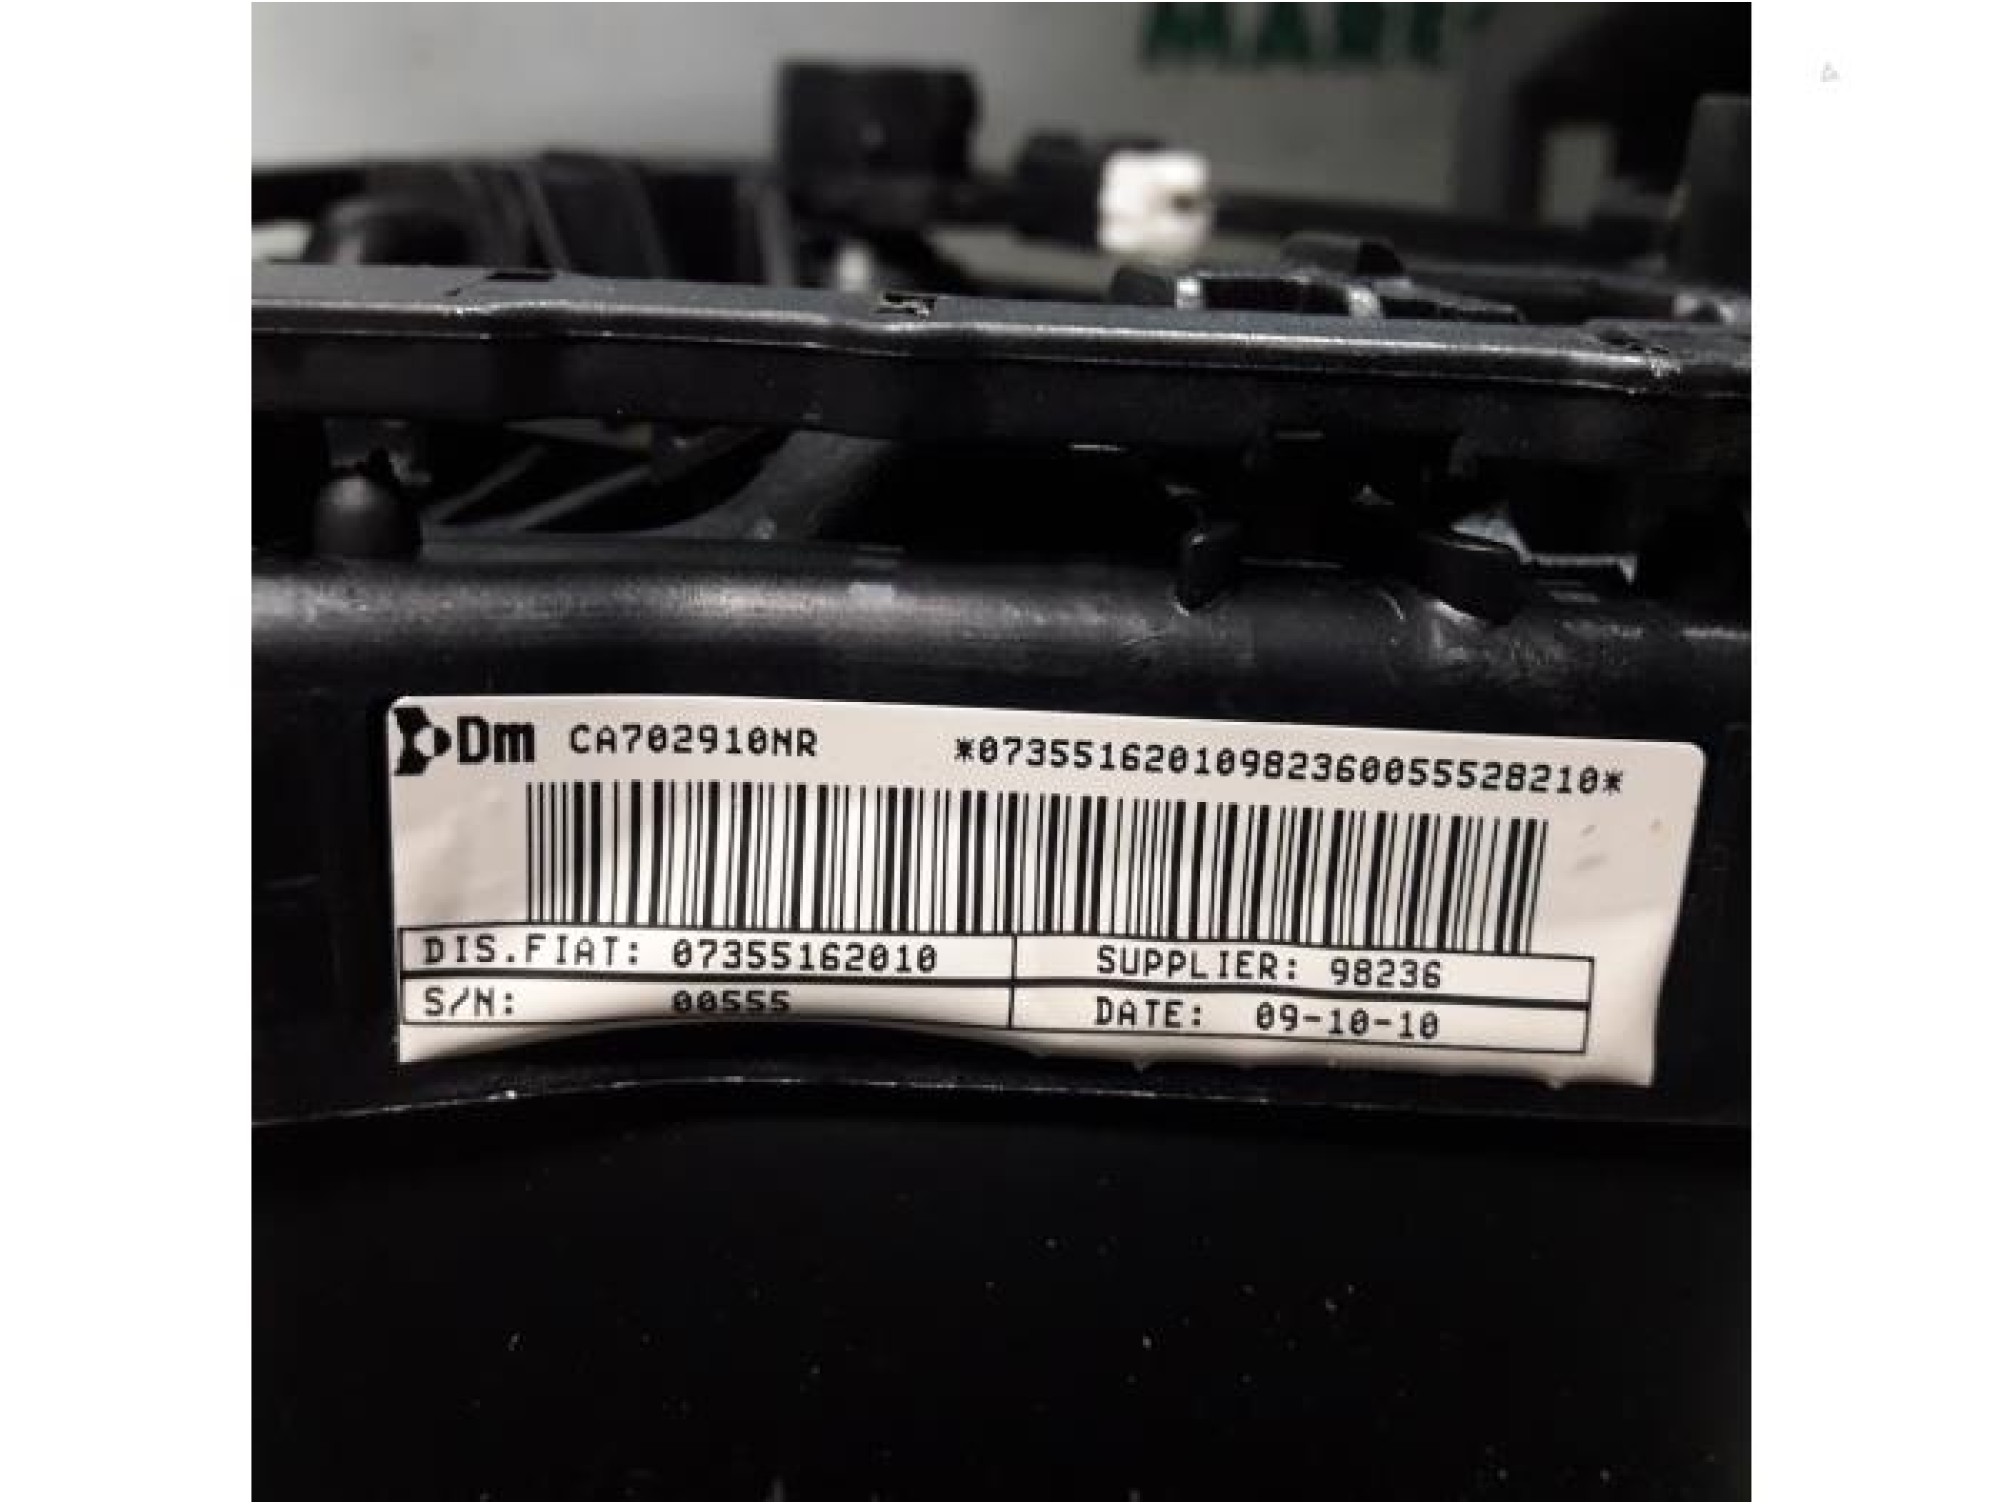 Dm CA702910NR *07355162010982360055528210*
DIS.FIAT: 07355162010 SUPPLIER: 98236
S/N: 00555 DATE: 09-10-10